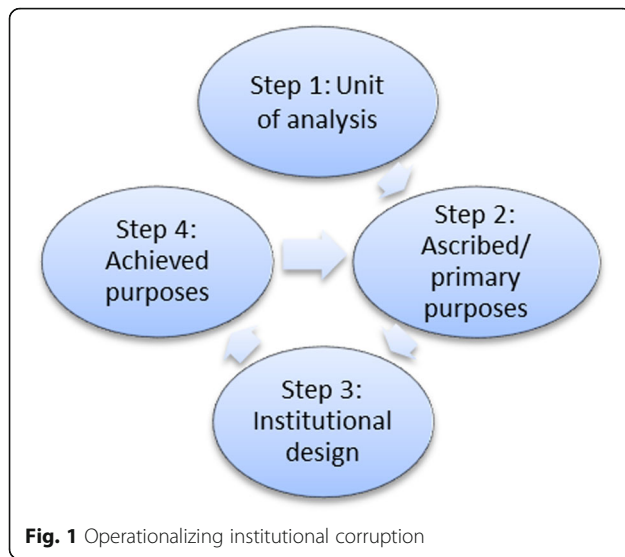 Step 1: Unit
of analysis
Step 4:
Achieved
purposes
Step 2:
Ascribed/
primary
purposes
Step 3:
Institutional
design
Fig. 1 Operationalizing institutional corruption